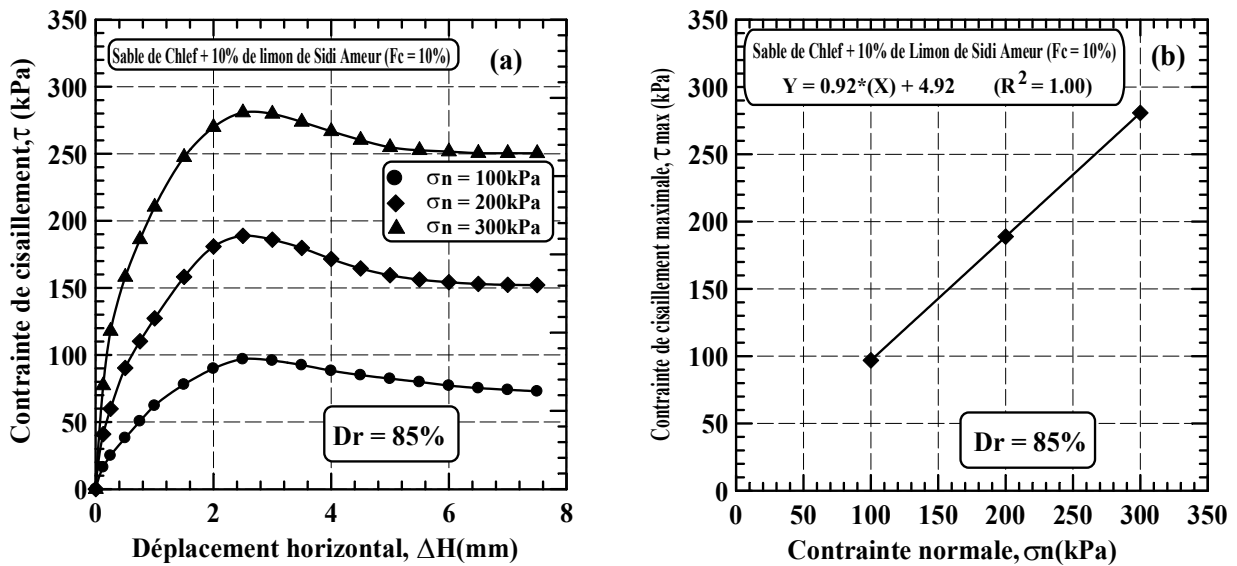 Sable de Chlef + 10% de limon de Sidi Ameur (Fc = 10%)
(a)
Contrainte de cisaillement,τ (kPa)
350
300
250
200
150
100
50
0
σn = 100kPa
σn = 200kPa
σn = 300kPa
Dr = 85%
0 2 4 6 8
Déplacement horizontal, ΔH(mm)
Sable de Chlef + 10% de Limon de Sidi Ameur (Fc = 10%)
Y = 0.92*(X) + 4.92 (R² = 1.00)
(b)
Contrainte de cisaillement maximale, τmax (kPa)
350
300
250
200
150
100
50
0
Dr = 85%
0 50 100 150 200 250 300 350
Contrainte normale, σn(kPa)